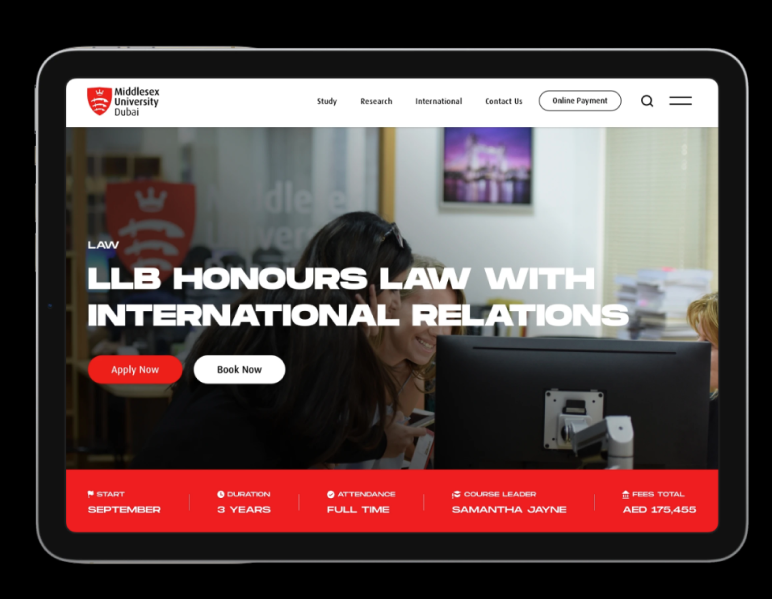 Middlesex
University
Dubai
Study Research International Contact Us Online Payment
Middlesex
LAW
LLB HONOURS LAW WITH
INTERNATIONAL RELATIONS
Apply Now Book Now
START DURATION ATTENDANCE COURSE LEADER FEES TOTAL
SEPTEMBER 3 YEARS FULL TIME SAMANTHA JAYNE AED 175,455